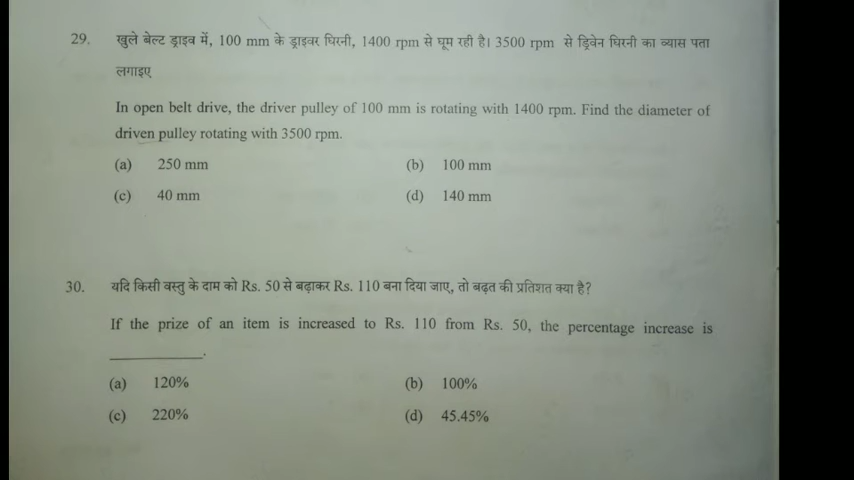 29. खुले बेल्ट ड्राइव में, 100 mm के ड्राइवर घिरनी, 1400 rpm से घूम रही है। 3500 rpm से ड्रिवेन घिरनी का व्यास पता
लगाइए
In open belt drive, the driver pulley of 100 mm is rotating with 1400 rpm. Find the diameter of
driven pulley rotating with 3500 rpm.
(a) 250 mm (b) 100 mm
(c) 40 mm (d) 140 mm
30. यदि किसी वस्तु के दाम को Rs. 50 से बढ़ाकर Rs. 110 बना दिया जाए, तो बढ़त की प्रतिशत क्या है?
If the prize of an item is increased to Rs. 110 from Rs. 50, the percentage increase is
____________.
(a) 120% (b) 100%
(c) 220% (d) 45.45%